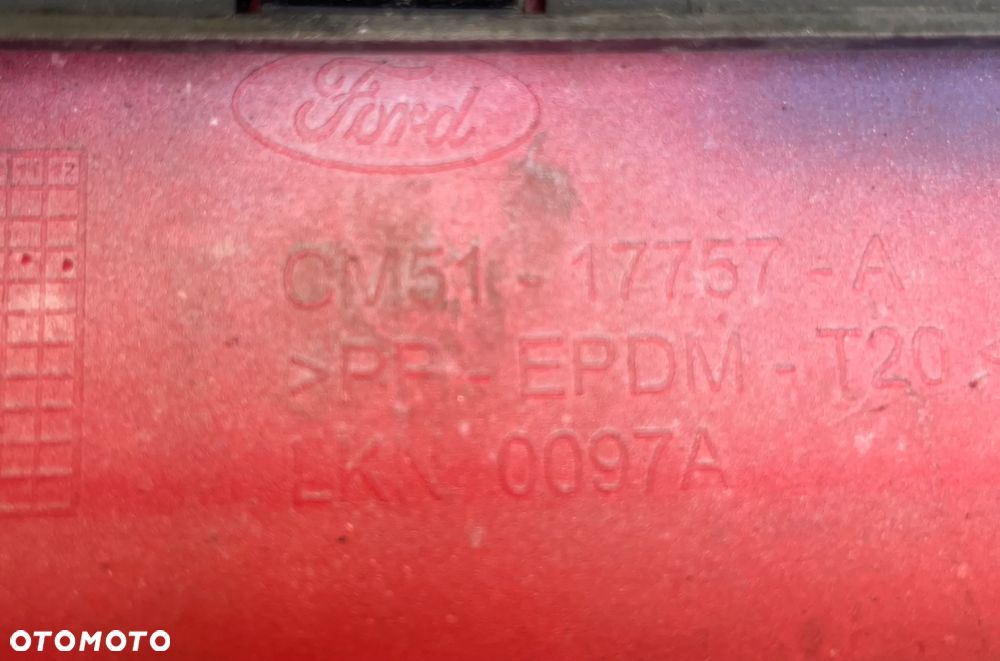 Ford
CM51-17757-A
>PP-EPDM-T20<
0097A
OTOMOTO